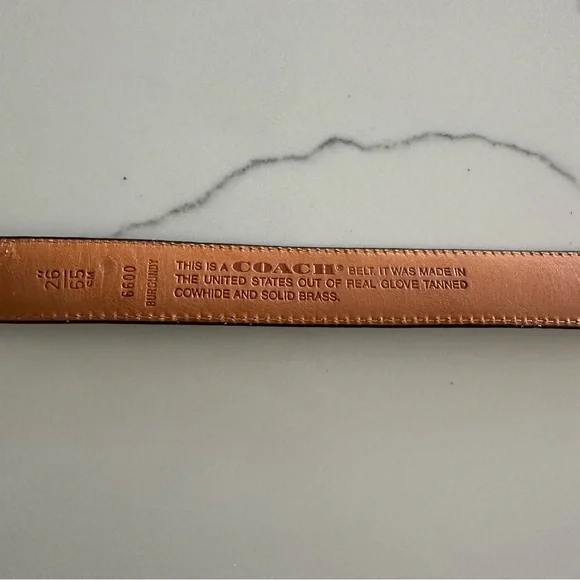 26"
65 CM
6600
BURGUNDY
THIS IS A COACH® BELT. IT WAS MADE IN
THE UNITED STATES OUT OF REAL GLOVE TANNED
COWHIDE AND SOLID BRASS.